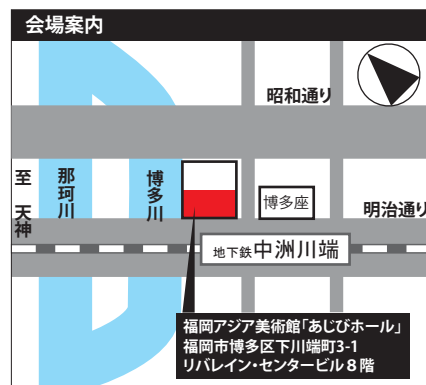 会場案内
昭和通り
至 天神
那珂川
博多川
博多座
明治通り
地下鉄中洲川端
福岡アジア美術館「あじびホール」
福岡市博多区下川端町3-1
リバレイン・センタービル8階